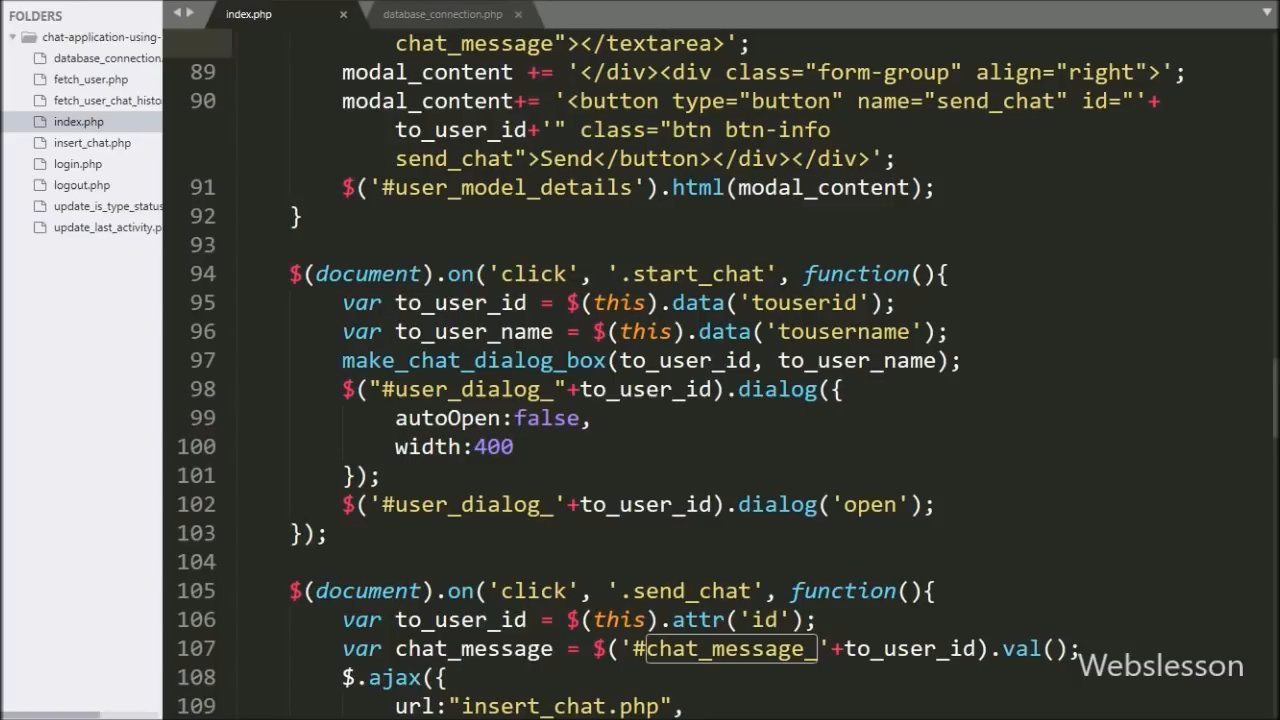 FOLDERS
chat-application-using-
database_connection.
fetch_user.php
fetch_user_chat_histo
index.php
insert_chat.php
login.php
logout.php
update_is_type_status
update_last_activity.p
index.php × database_connection.php ×
chat_message"></textarea>';
89 modal_content += '</div><div class="form-group" align="right">';
90 modal_content+= '<button type="button" name="send_chat" id="'+
to_user_id+'" class="btn btn-info
send_chat">Send</button></div></div>';
91 $('#user_model_details').html(modal_content);
92 }
93
94 $(document).on('click', '.start_chat', function(){
95 var to_user_id = $(this).data('touserid');
96 var to_user_name = $(this).data('tousername');
97 make_chat_dialog_box(to_user_id, to_user_name);
98 $("#user_dialog_"+to_user_id).dialog({
99 autoOpen:false,
100 width:400
101 });
102 $('#user_dialog_'+to_user_id).dialog('open');
103 });
104
105 $(document).on('click', '.send_chat', function(){
106 var to_user_id = $(this).attr('id');
107 var chat_message = $('#chat_message_'+to_user_id).val();
108 $.ajax({
109 url:"insert_chat.php",
Webslesson